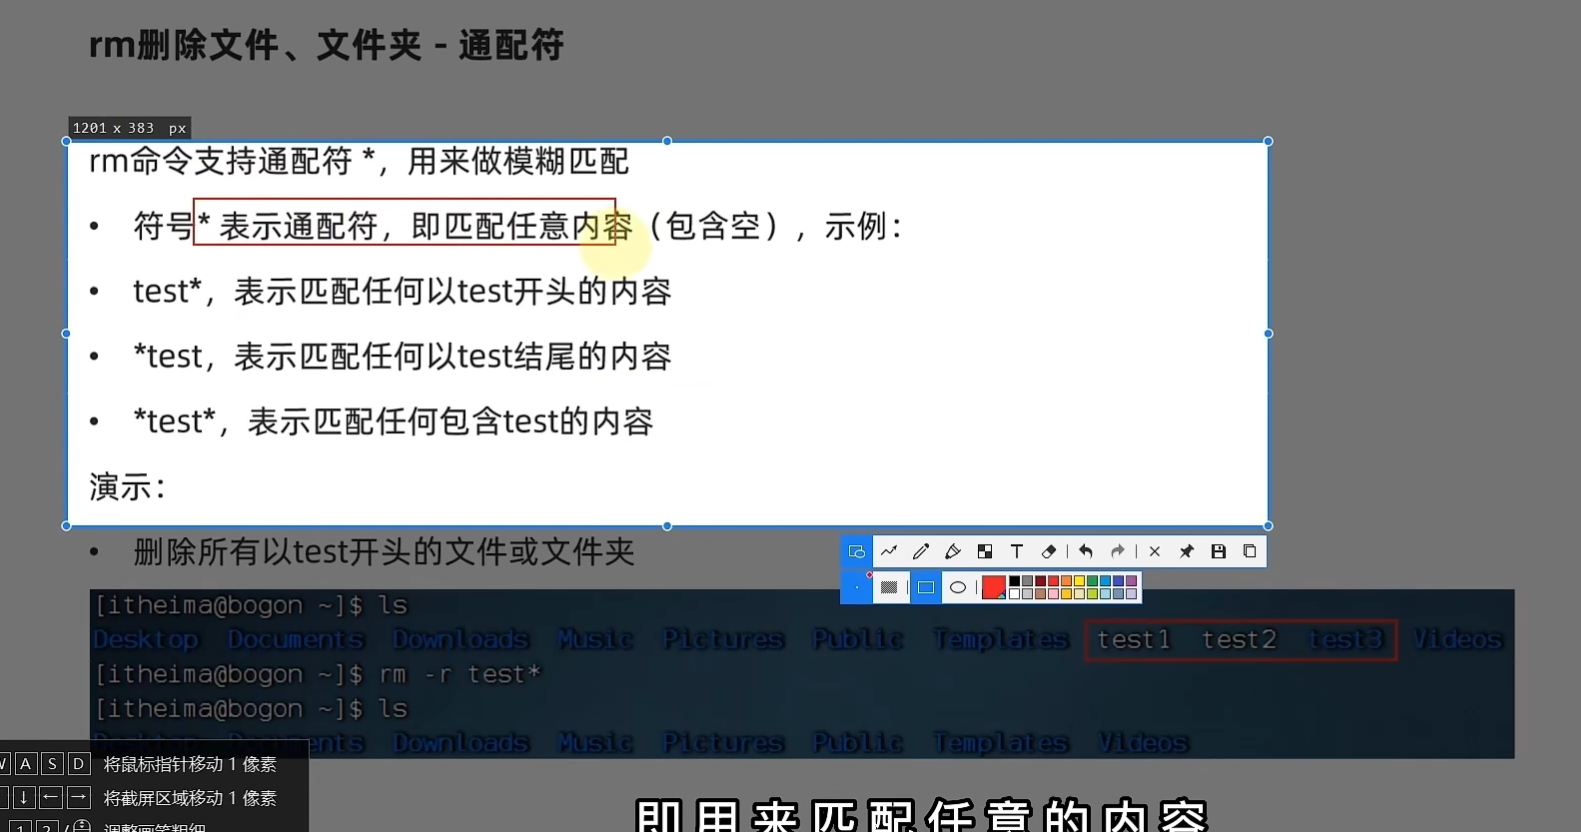 rm删除文件、文件夹 - 通配符
1201 x 383 px
rm命令支持通配符 *，用来做模糊匹配
• 符号* 表示通配符，即匹配任意内容（包含空），示例：
• test*，表示匹配任何以test开头的内容
• *test，表示匹配任何以test结尾的内容
• *test*，表示匹配任何包含test的内容
演示：
• 删除所有以test开头的文件或文件夹
[itheima@bogon ~]$ ls
Desktop Documents Downloads Music Pictures Public Templates test1 test2 test3 Videos
[itheima@bogon ~]$ rm -r test*
[itheima@bogon ~]$ ls
Desktop Documents Downloads Music Pictures Public Templates Videos
W A S D 将鼠标指针移动 1 像素
↓ ← → 将截屏区域移动 1 像素
1 2 / 调整画笔粗细
即用来匹配任意的内容